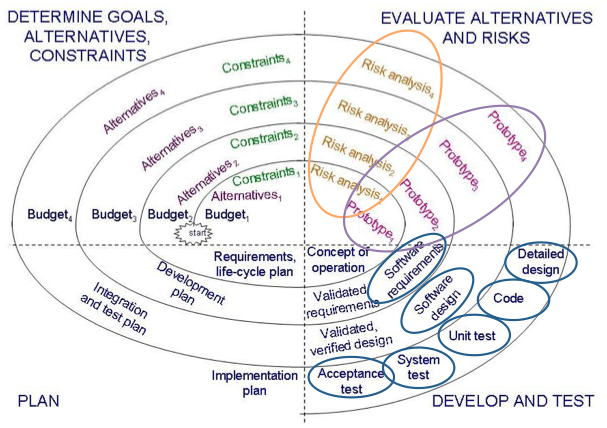 DETERMINE GOALS,
ALTERNATIVES,
CONSTRAINTS
EVALUATE ALTERNATIVES
AND RISKS
Constraints4
Constraints3
Constraints2
Constraints1
Alternatives4
Alternatives3
Alternatives2
Alternatives1
Risk analysis4
Risk analysis3
Risk analysis2
Risk analysis1
Prototype4
Prototype3
Prototype2
Prototype1
Budget4
Budget3
Budget2
Budget1
start
Requirements,
life-cycle plan
Development
plan
Integration
and test plan
Implementation
plan
Concept of
operation
Software
requirements
Validated
requirements
Software
design
Validated,
verified design
Detailed
design
Code
Unit test
System
test
Acceptance
test
PLAN
DEVELOP AND TEST